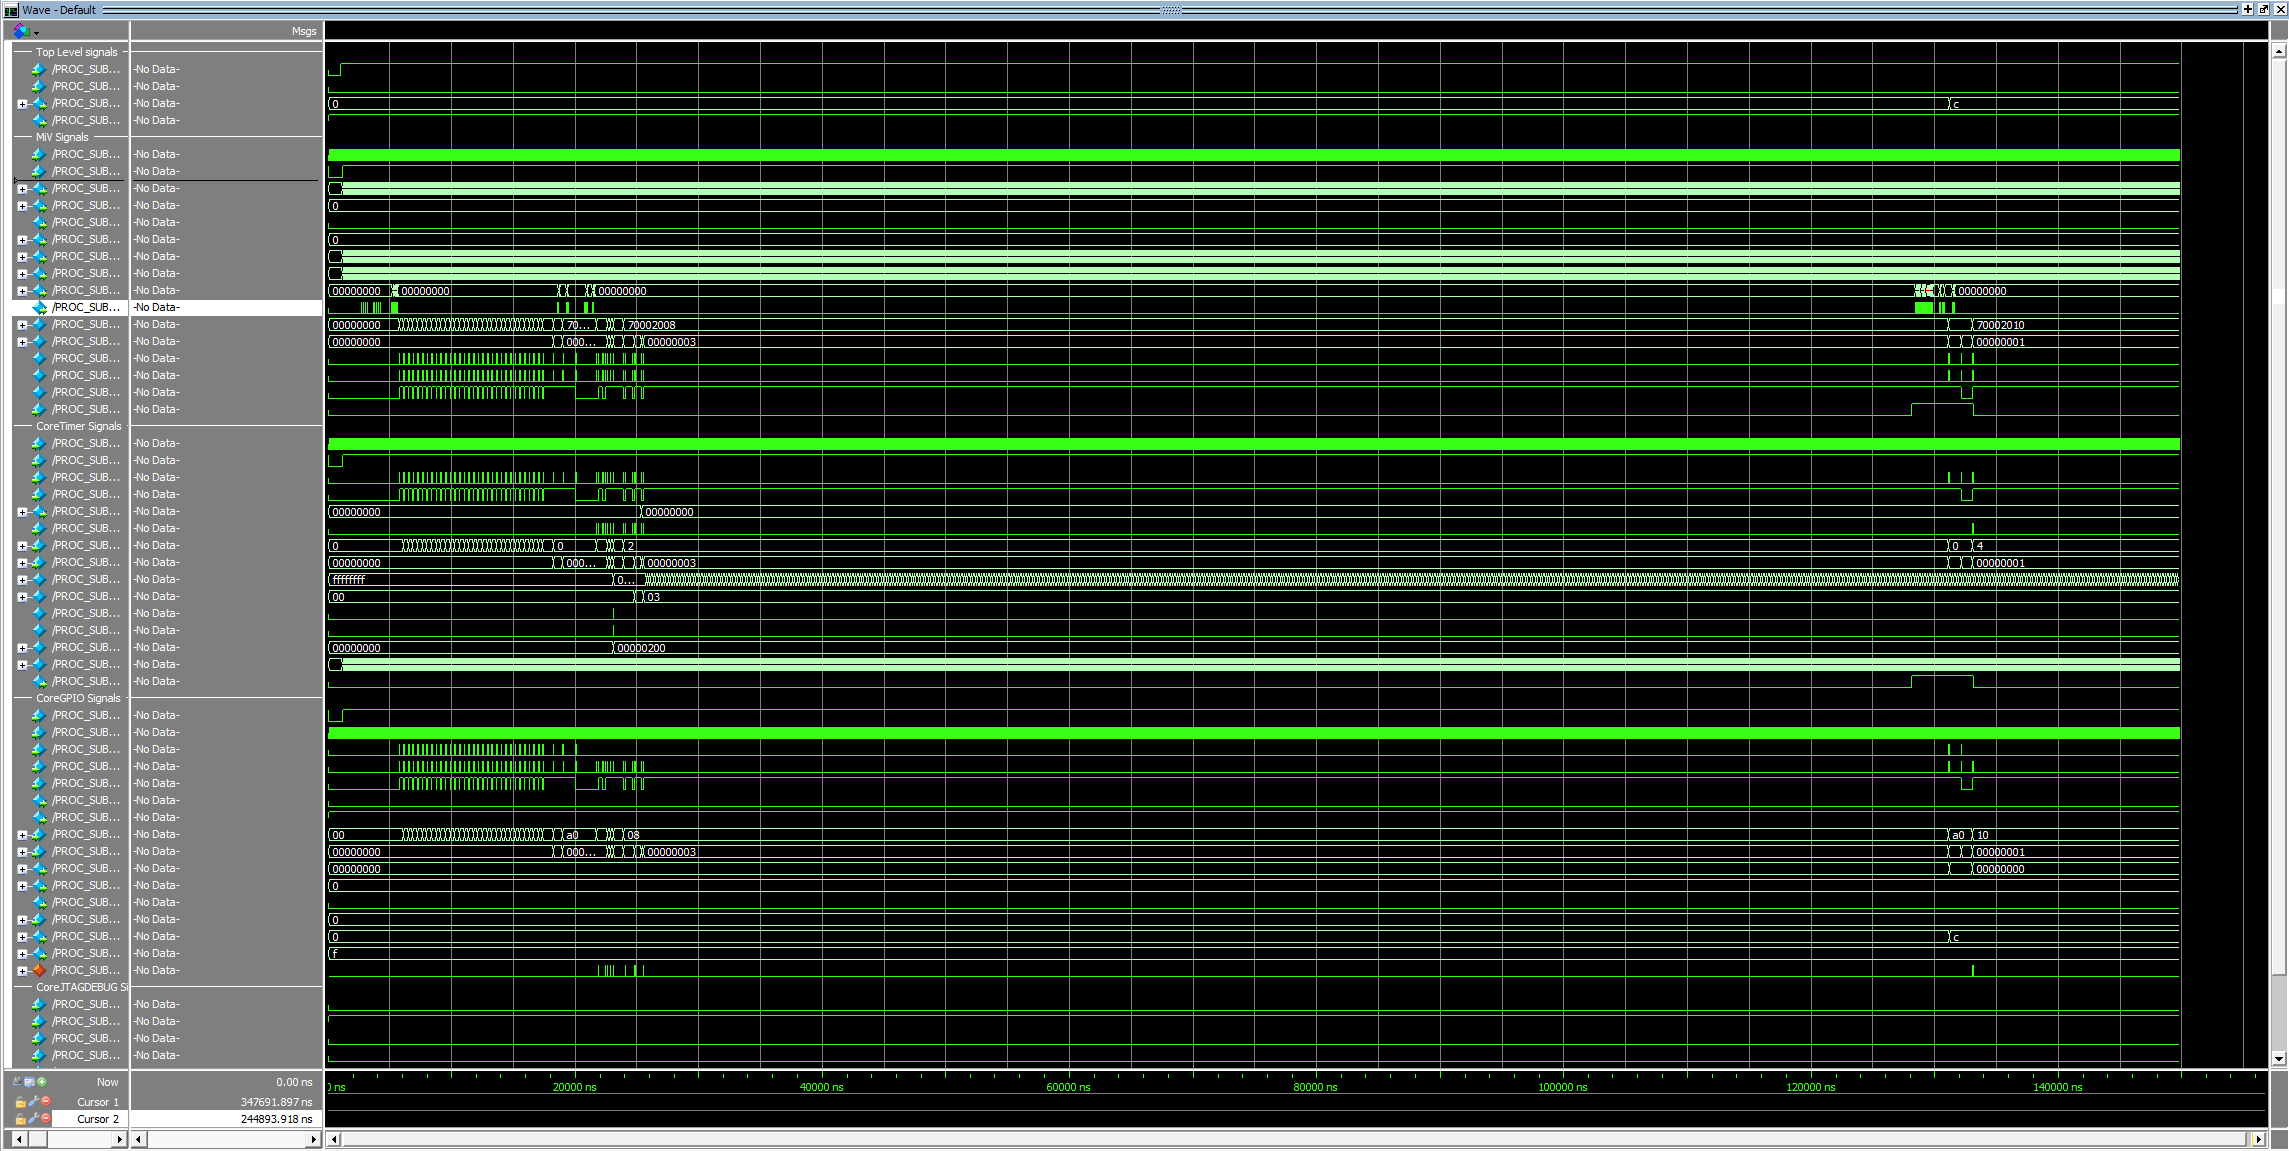 Wave - Default
Msgs
Top Level signals
/PROC_SUB... -No Data-
/PROC_SUB... -No Data-
/PROC_SUB... -No Data- 0 c
/PROC_SUB... -No Data-
MiV Signals
/PROC_SUB... -No Data-
/PROC_SUB... -No Data-
/PROC_SUB... -No Data-
/PROC_SUB... -No Data- 0
/PROC_SUB... -No Data-
/PROC_SUB... -No Data- 0
/PROC_SUB... -No Data-
/PROC_SUB... -No Data-
/PROC_SUB... -No Data- 00000000 00000000 00000000 00000000
/PROC_SUB... -No Data-
/PROC_SUB... -No Data- 00000000 70... 70002008 70002010
/PROC_SUB... -No Data- 00000000 000... 00000003 00000001
/PROC_SUB... -No Data-
/PROC_SUB... -No Data-
/PROC_SUB... -No Data-
/PROC_SUB... -No Data-
CoreTimer Signals
/PROC_SUB... -No Data-
/PROC_SUB... -No Data-
/PROC_SUB... -No Data-
/PROC_SUB... -No Data-
/PROC_SUB... -No Data- 00000000 00000000
/PROC_SUB... -No Data-
/PROC_SUB... -No Data- 0 0 2 0 4
/PROC_SUB... -No Data- 00000000 000... 00000003 00000001
/PROC_SUB... -No Data- ffffffff 0...
/PROC_SUB... -No Data- 00 03
/PROC_SUB... -No Data-
/PROC_SUB... -No Data-
/PROC_SUB... -No Data- 00000000 00000200
/PROC_SUB... -No Data-
/PROC_SUB... -No Data-
CoreGPIO Signals
/PROC_SUB... -No Data-
/PROC_SUB... -No Data-
/PROC_SUB... -No Data-
/PROC_SUB... -No Data-
/PROC_SUB... -No Data-
/PROC_SUB... -No Data-
/PROC_SUB... -No Data-
/PROC_SUB... -No Data- 00 a0 08 a0 10
/PROC_SUB... -No Data- 00000000 000... 00000003 00000001
/PROC_SUB... -No Data- 00000000 00000000
/PROC_SUB... -No Data- 0
/PROC_SUB... -No Data-
/PROC_SUB... -No Data- 0
/PROC_SUB... -No Data- 0 c
/PROC_SUB... -No Data- f
/PROC_SUB... -No Data-
CoreJTAGDEBUG Si
/PROC_SUB... -No Data-
/PROC_SUB... -No Data-
/PROC_SUB... -No Data-
/PROC_SUB... -No Data-
Now 0.00 ns
ns 20000 ns 40000 ns 60000 ns 80000 ns 100000 ns 120000 ns 140000 ns
Cursor 1 347691.897 ns
Cursor 2 244893.918 ns